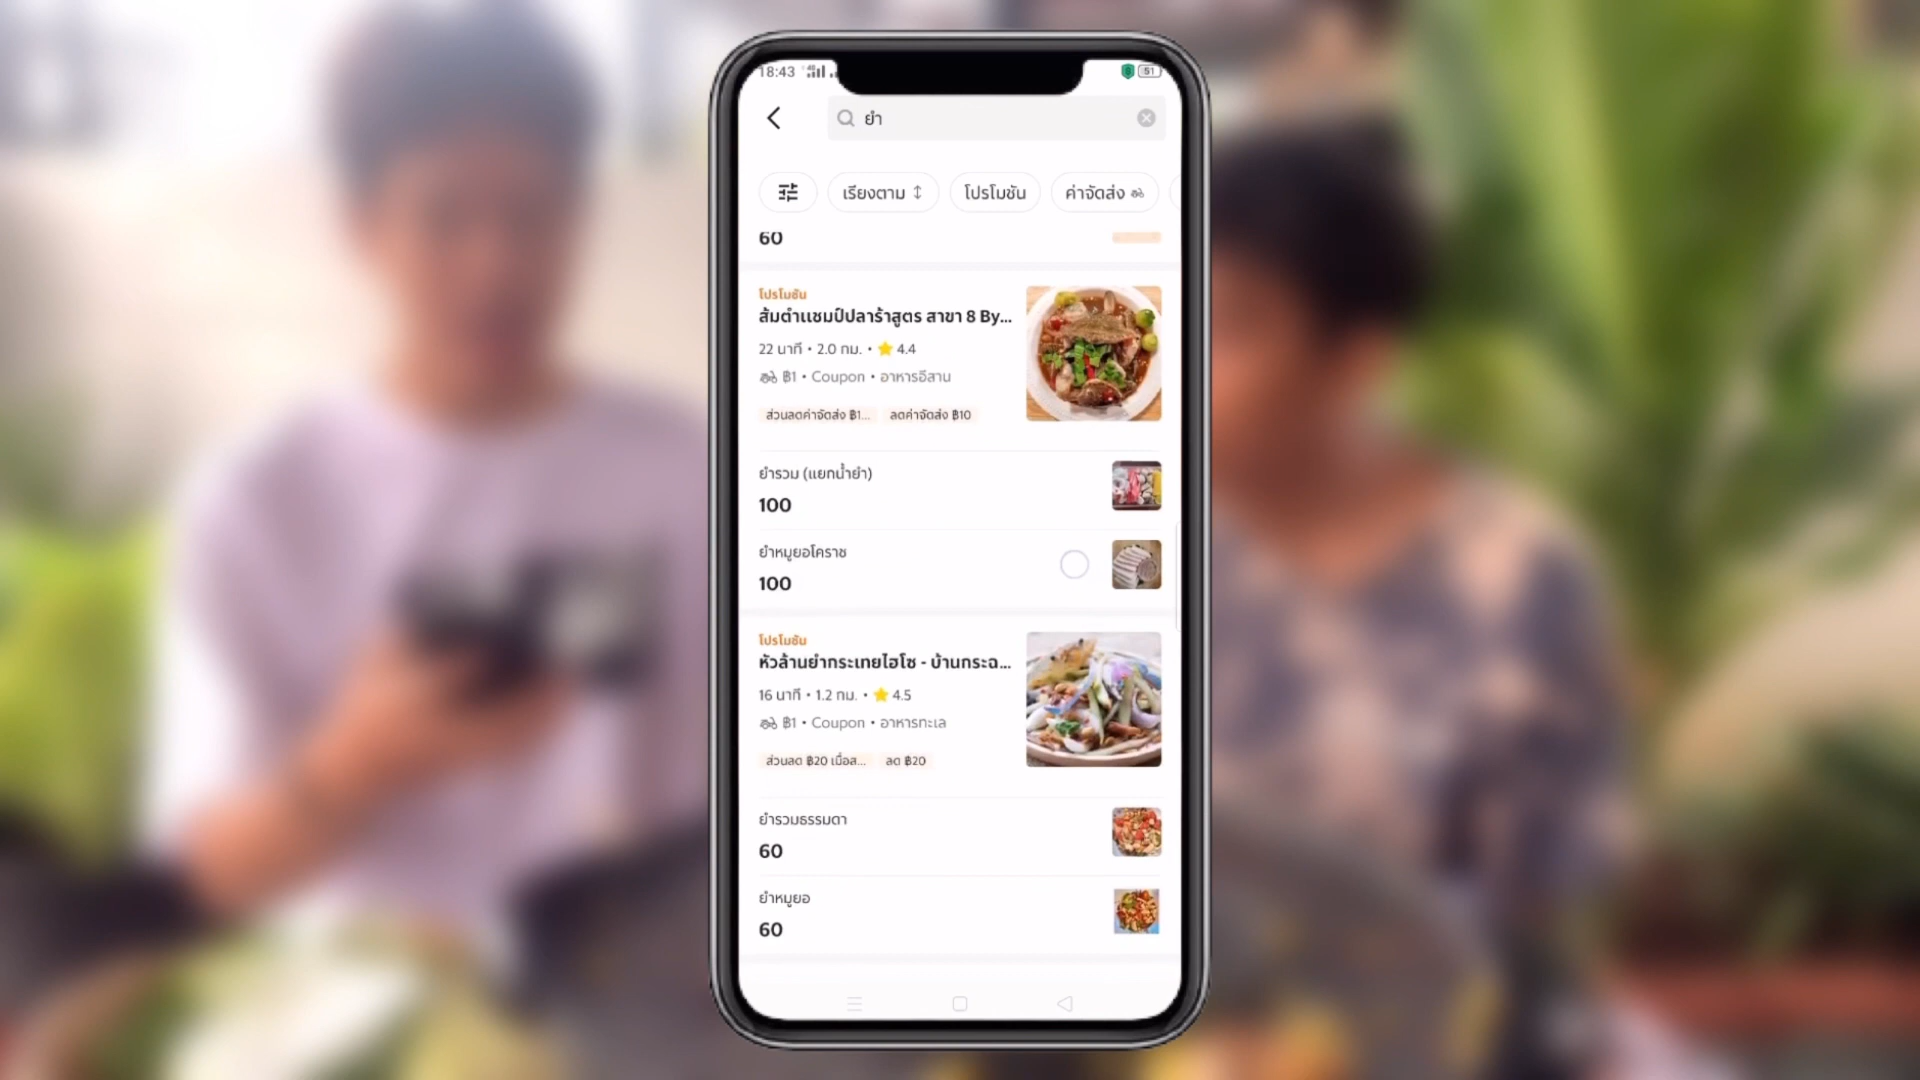 18:43
51
ยำ
เรียงตาม
โปรโมชัน
ค่าจัดส่ง
60
โปรโมชัน
ส้มตำแชมป์ปลาร้าสูตร สาขา 8 By...
22 นาที • 2.0 กม. • 4.4
฿1 • Coupon • อาหารอีสาน
ส่วนลดค่าจัดส่ง ฿1... ลดค่าจัดส่ง ฿10
ยำรวม (แยกน้ำยำ)
100
ยำหมูยอโคราช
100
โปรโมชัน
หัวล้านยำกระเทยไฮโซ - บ้านกระฉ...
16 นาที • 1.2 กม. • 4.5
฿1 • Coupon • อาหารทะเล
ส่วนลด ฿20 เมื่อส... ลด ฿20
ยำรวมธรรมดา
60
ยำหมูยอ
60